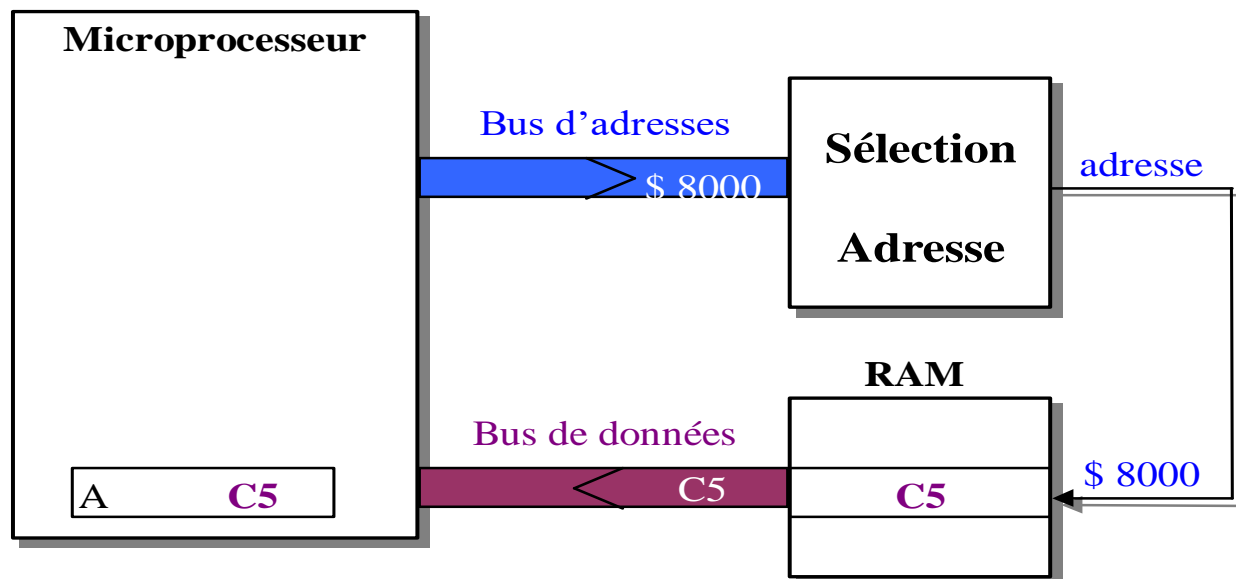 Microprocesseur
Bus d’adresses
$ 8000
Sélection
Adresse
adresse
RAM
Bus de données
A C5
C5
C5
$ 8000